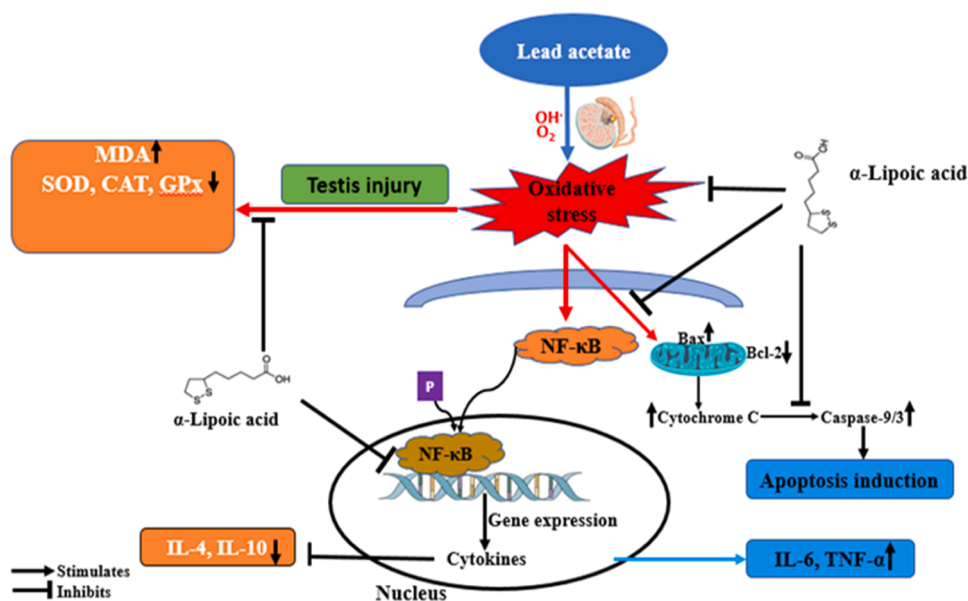 Lead acetate
OH·
O2
MDA
SOD, CAT, GPx
Testis injury
Oxidative
stress
α-Lipoic acid
O
HO
S
S
NF-κB
Bax
Bcl-2
P
O
OH
S
S
α-Lipoic acid
Cytochrome C
Caspase-9/3
NF-κB
Apoptosis induction
Gene expression
IL-4, IL-10
Cytokines
IL-6, TNF-α
Stimulates
Inhibits
Nucleus